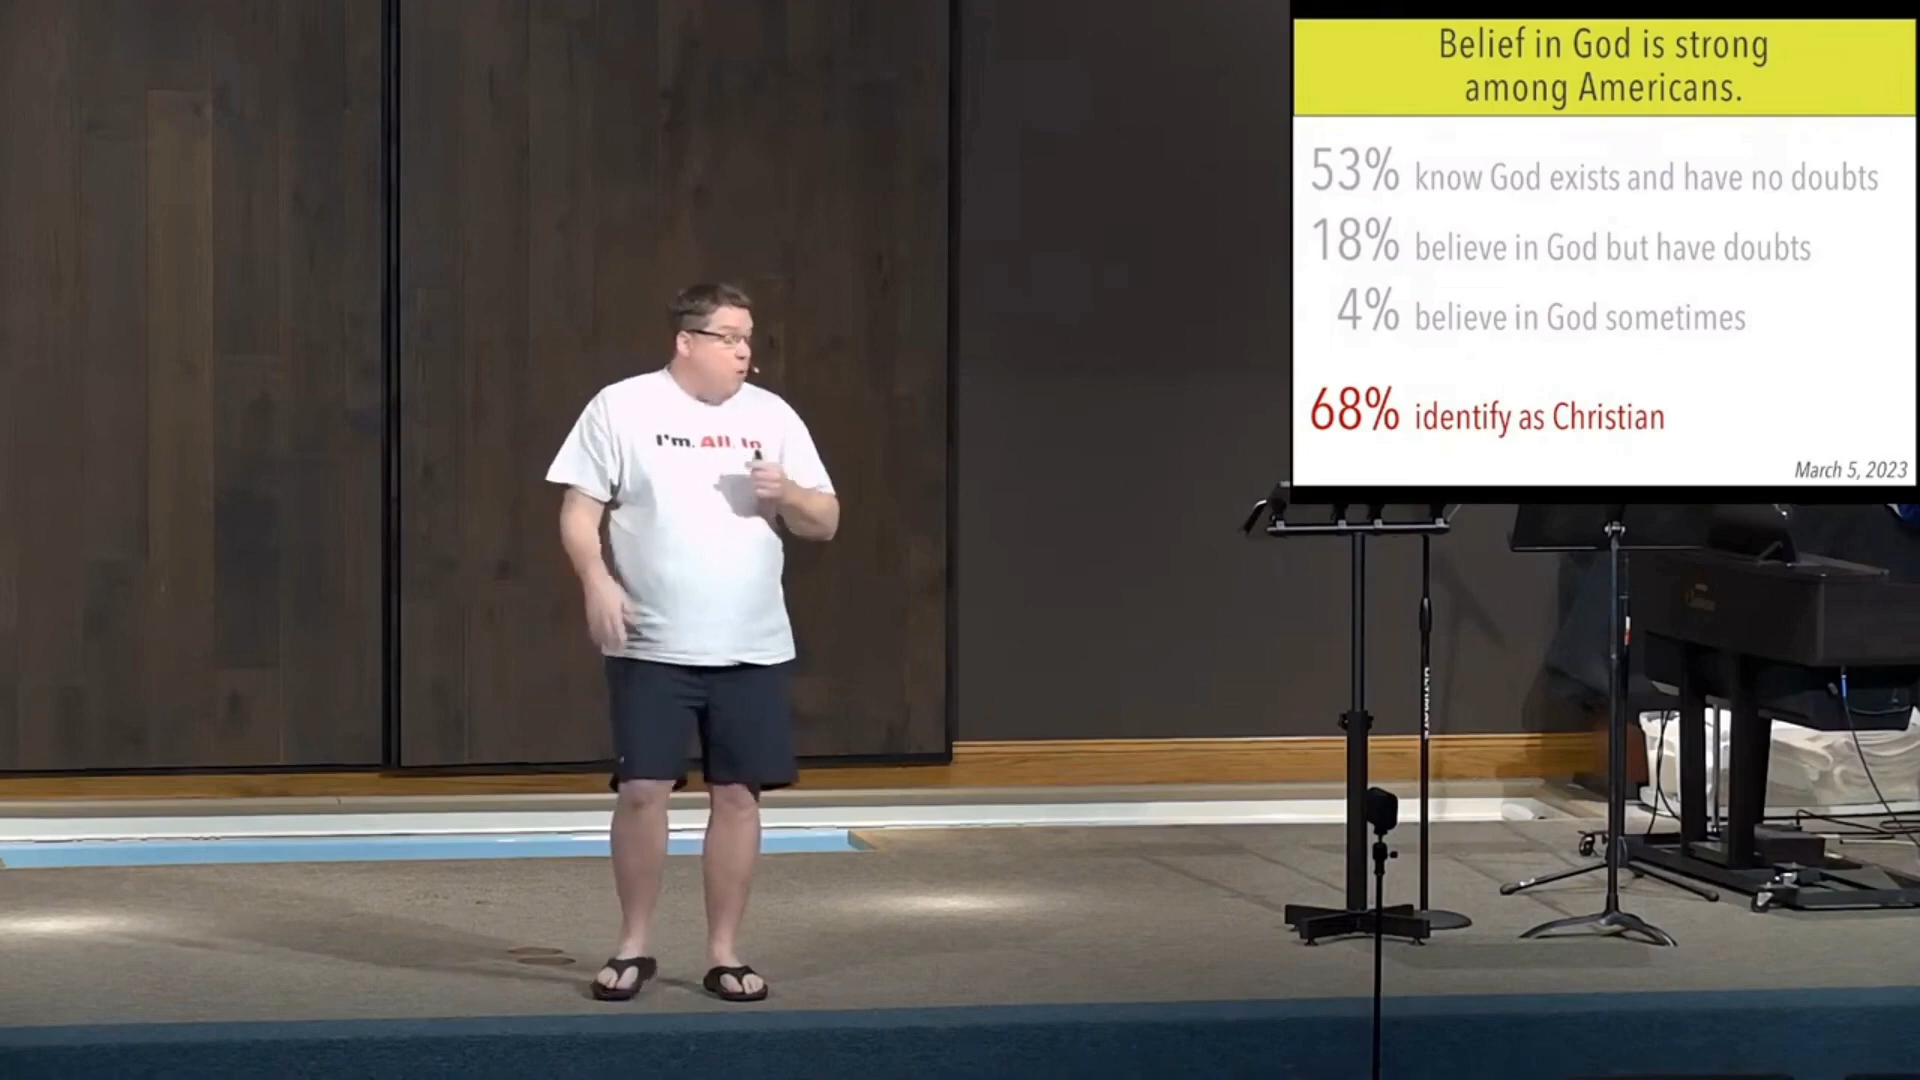 Belief in God is strong
among Americans.
53% know God exists and have no doubts
18% believe in God but have doubts
4% believe in God sometimes
68% identify as Christian
March 5, 2023
I'm. All. In